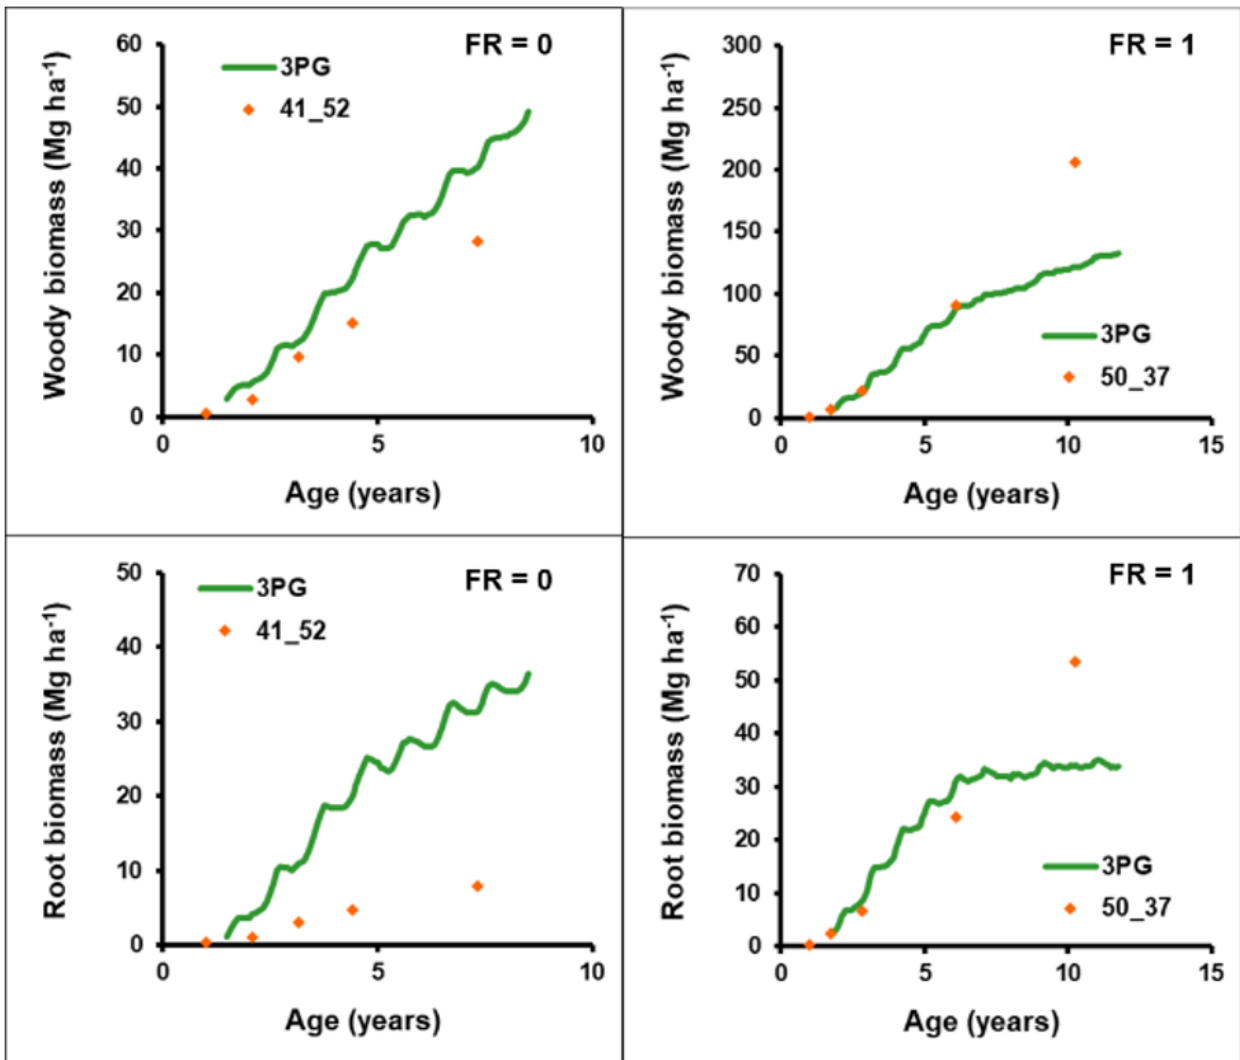 FR = 0
Woody biomass (Mg ha⁻¹)
60
50
40
30
20
10
0
3PG
41_52
0 5 10
Age (years)
FR = 1
Woody biomass (Mg ha⁻¹)
300
250
200
150
100
50
0
3PG
50_37
0 5 10 15
Age (years)
FR = 0
Root biomass (Mg ha⁻¹)
50
40
30
20
10
0
3PG
41_52
0 5 10
Age (years)
FR = 1
Root biomass (Mg ha⁻¹)
70
60
50
40
30
20
10
0
3PG
50_37
0 5 10 15
Age (years)